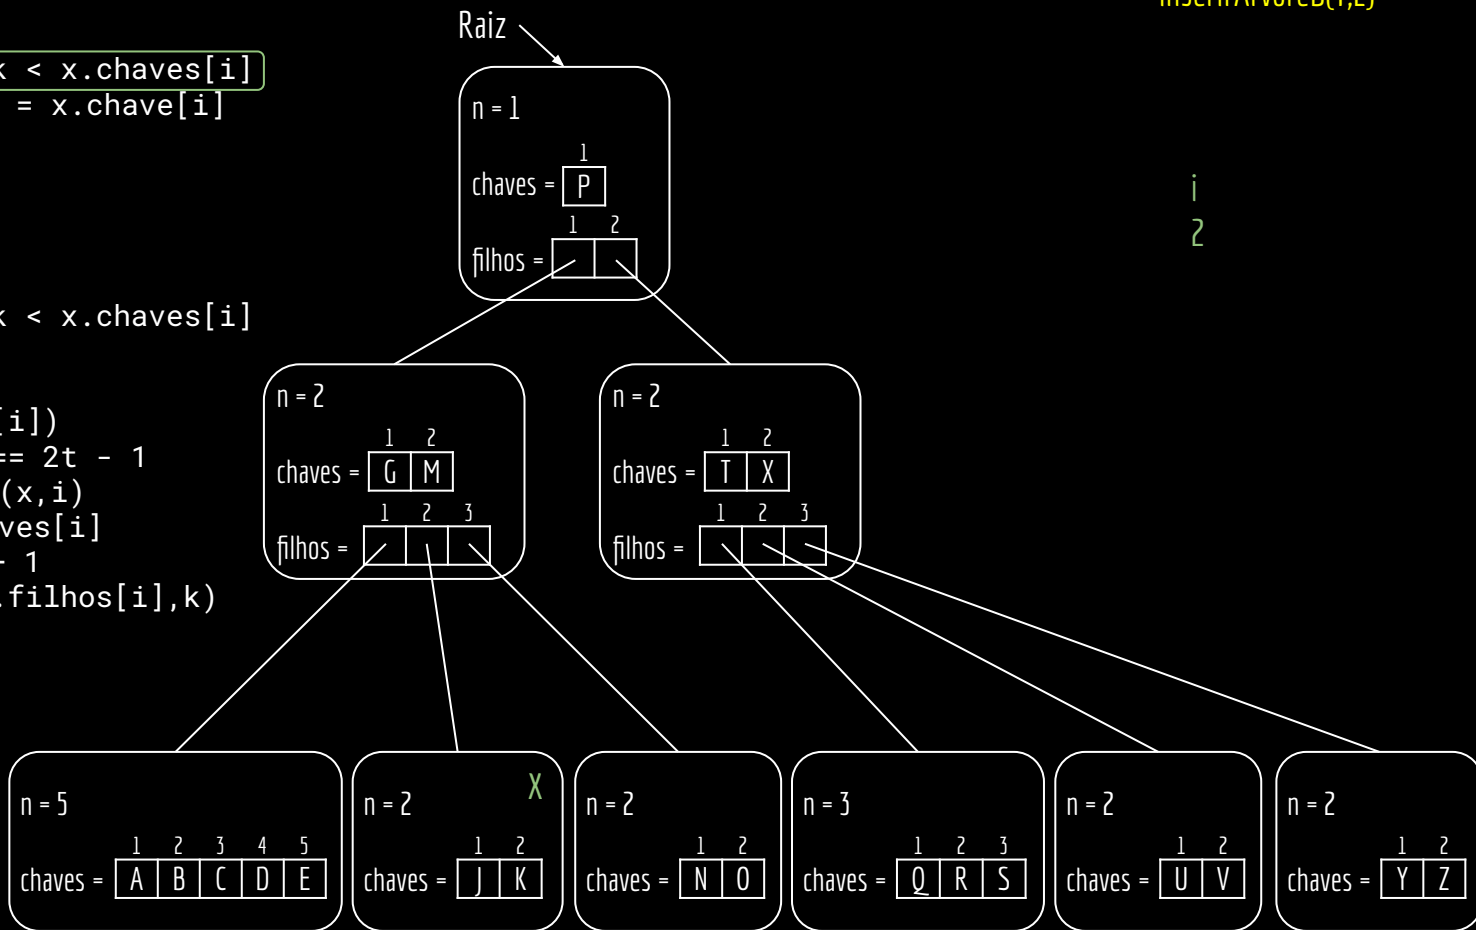 InserirArvoreB(T,L)
Raiz
k < x.chaves[i]
= x.chave[i]
n = 1
1
chaves = P
1 2
filhos =
i
2
k < x.chaves[i]
[i])
== 2t - 1
(x,i)
ves[i]
+ 1
.filhos[i],k)
n = 2
1 2
chaves = G M
1 2 3
filhos =
n = 2
1 2
chaves = T X
1 2 3
filhos =
n = 5
1 2 3 4 5
chaves = A B C D E
n = 2 X
1 2
chaves = J K
n = 2
1 2
chaves = N O
n = 3
1 2 3
chaves = Q R S
n = 2
1 2
chaves = U V
n = 2
1 2
chaves = Y Z